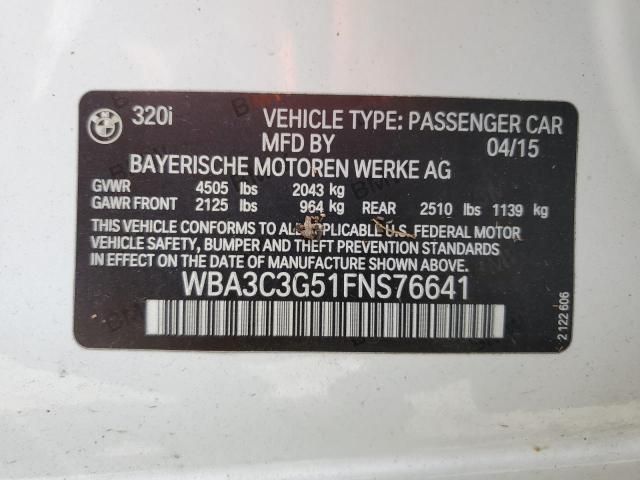 320i VEHICLE TYPE: PASSENGER CAR
MFD BY 04/15
BAYERISCHE MOTOREN WERKE AG
GVWR 4505 lbs 2043 kg
GAWR FRONT 2125 lbs 964 kg REAR 2510 lbs 1139 kg
THIS VEHICLE CONFORMS TO ALL APPLICABLE U.S. FEDERAL MOTOR
VEHICLE SAFETY, BUMPER AND THEFT PREVENTION STANDARDS
IN EFFECT ON THE DATE OF MANUFACTURE SHOWN ABOVE.
WBA3C3G51FNS76641
2 122 606